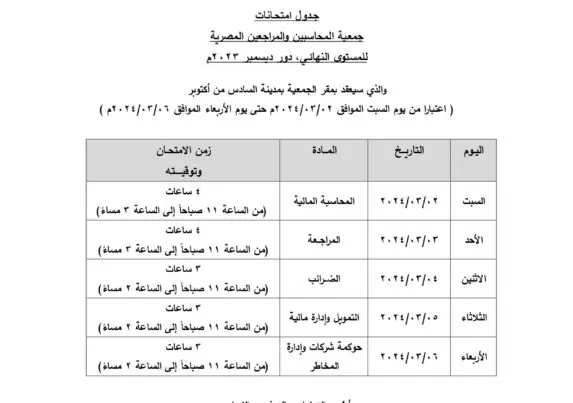 جدول امتحانات
جمعية المحاسبين والمراجعين المصرية
للمستوى النهائي، دور ديسمبر ٢٠٢٣م
والذي سيعقد بمقر الجمعية بمدينة السادس من أكتوبر
( اعتبارا من يوم السبت الموافق ٢٠٢٤/٠٣/٠٢م حتى يوم الأربعاء الموافق ٢٠٢٤/٠٣/٠٦م )
اليوم التاريخ المادة زمن الامتحان وتوقيته
السبت ٢٠٢٤/٠٣/٠٢ المحاسبة المالية ٤ ساعات
(من الساعة ١١ صباحاً إلى الساعة ٣ مساءً)
الأحد ٢٠٢٤/٠٣/٠٣ المراجعة ٤ ساعات
(من الساعة ١١ صباحاً إلى الساعة ٣ مساءً)
الاثنين ٢٠٢٤/٠٣/٠٤ الضرائب ٣ ساعات
(من الساعة ١١ صباحاً إلى الساعة ٢ مساءً)
الثلاثاء ٢٠٢٤/٠٣/٠٥ التمويل وإدارة مالية ٣ ساعات
(من الساعة ١١ صباحاً إلى الساعة ٢ مساءً)
الأربعاء ٢٠٢٤/٠٣/٠٦ حوكمة شركات وإدارة المخاطر ٣ ساعات
(من الساعة ١١ صباحاً إلى الساعة ٢ مساءً)